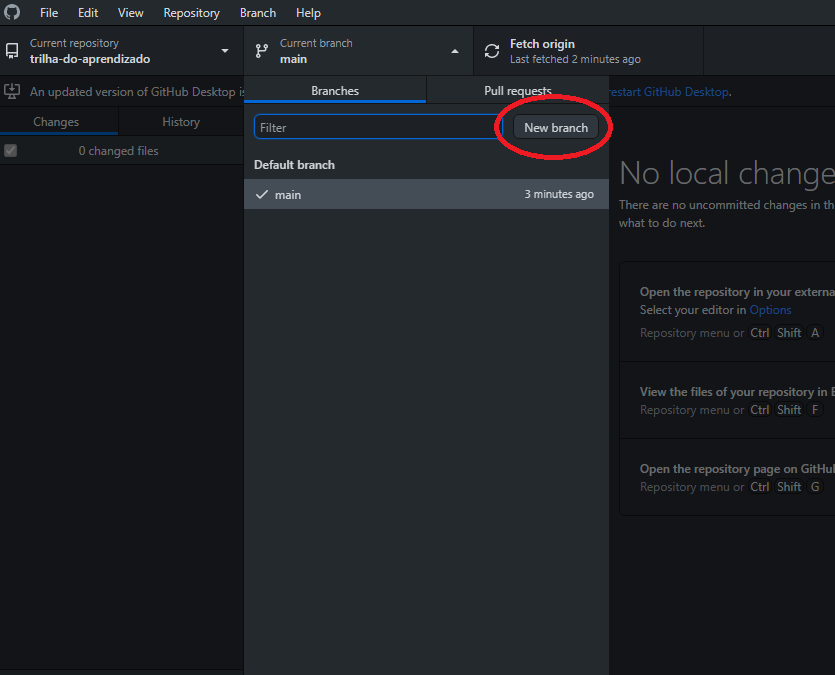 File Edit View Repository Branch Help
Current repository
trilha-do-aprendizado
Current branch
main
Fetch origin
Last fetched 2 minutes ago
An updated version of GitHub Desktop is
restart GitHub Desktop.
Branches
Pull requests
Changes
History
Filter
New branch
0 changed files
Default branch
main
3 minutes ago
No local change
There are no uncommitted changes in th
what to do next.
Open the repository in your externa
Select your editor in Options
Repository menu or Ctrl Shift A
View the files of your repository in E
Repository menu or Ctrl Shift F
Open the repository page on GitHu
Repository menu or Ctrl Shift G